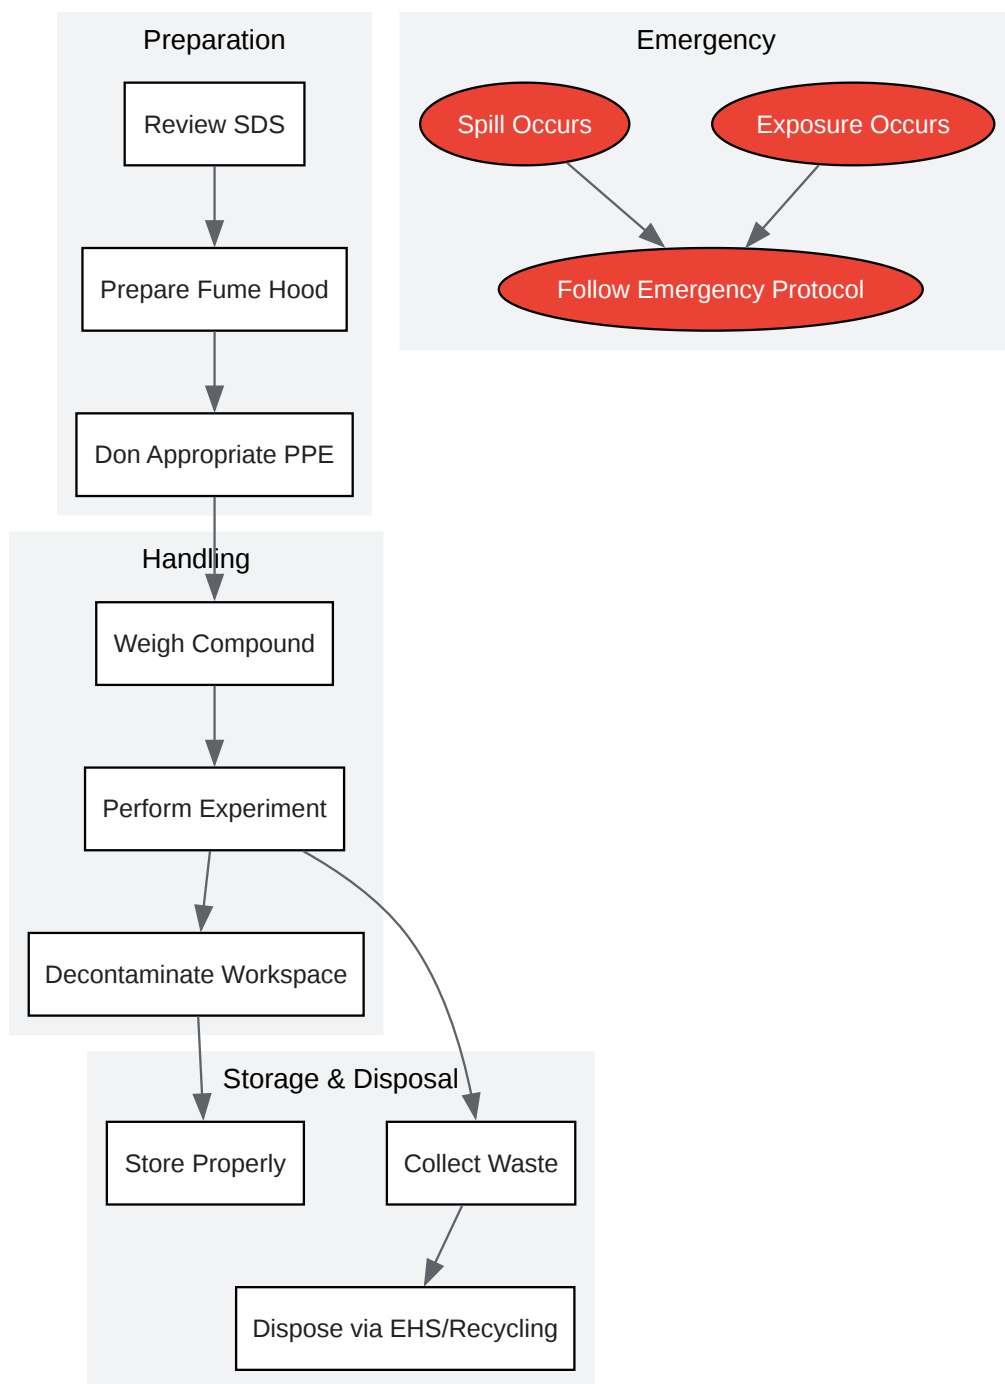 Preparation
Review SDS
Prepare Fume Hood
Don Appropriate PPE
Emergency
Spill Occurs
Exposure Occurs
Follow Emergency Protocol
Handling
Weigh Compound
Perform Experiment
Decontaminate Workspace
Storage & Disposal
Store Properly
Collect Waste
Dispose via EHS/Recycling